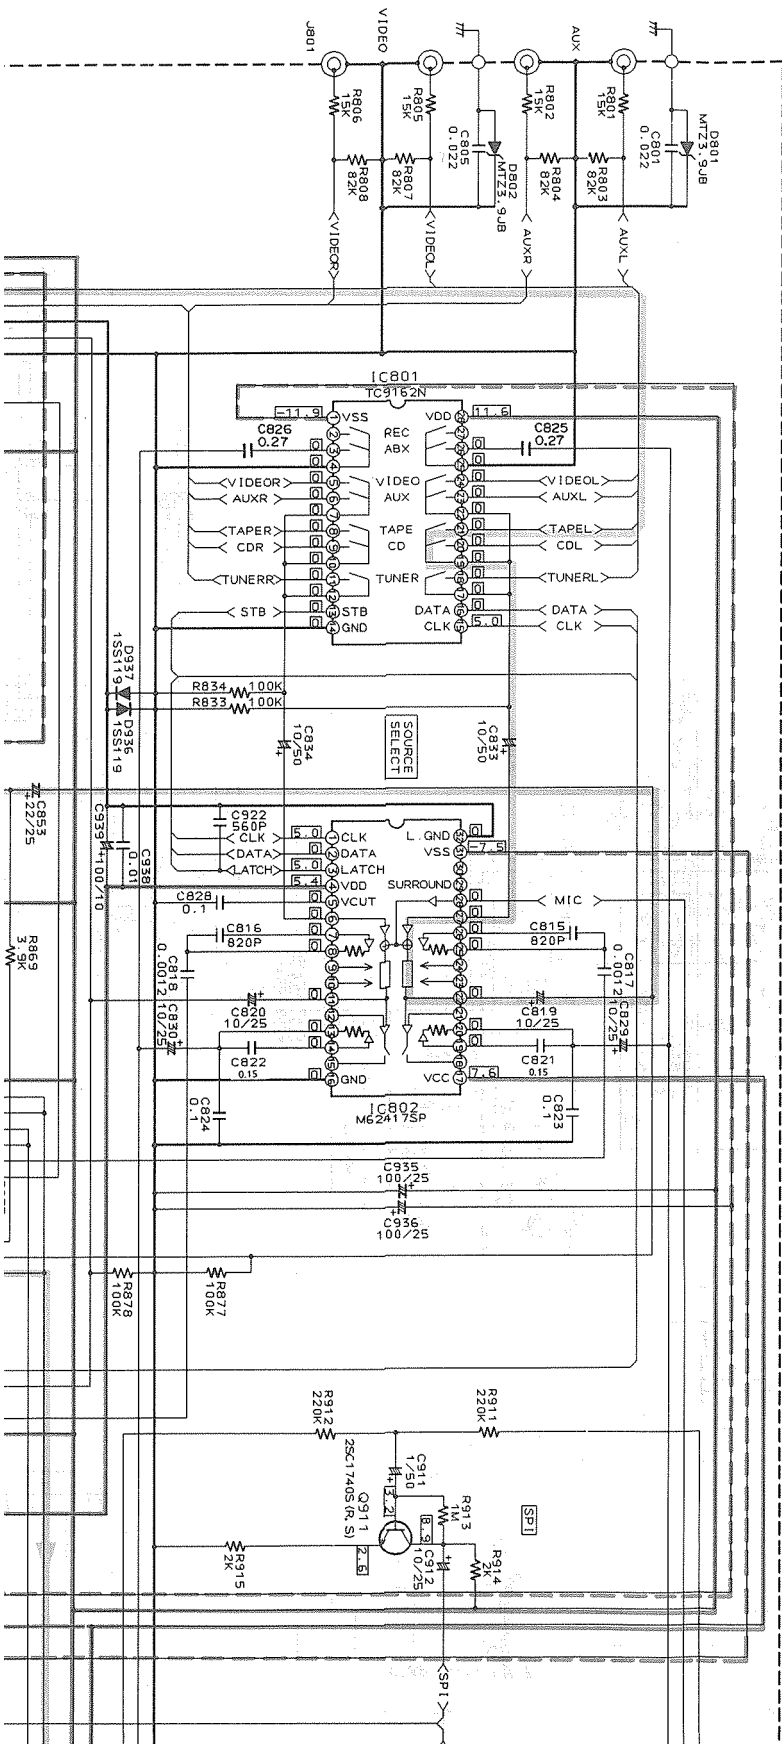 J801
VIDEO
AUX
R806
15K
R805
15K
R802
15K
R801
15K
C805
0.022
D802
MTZ3.9JB
C801
0.022
D801
MTZ3.9JB
R808
82K
R807
82K
R804
82K
R803
82K
VIDEOR
VIDEOL
AUXR
AUXL
IC801
TC9162N
-11.9
1 VSS
VDD 28
11.6
C826
0.27
C825
0.27
REC
ABX
VIDEOR
VIDEO
VIDEOL
AUXR
AUX
AUXL
TAPER
TAPE
TAPEL
CDR
CD
CDL
TUNERR
TUNER
TUNERL
STB
STB
DATA
DATA
GND
CLK
5.0
CLK
D937
1SS119
D936
1SS119
R834 100K
R833 100K
C834
10/50
SOURCE
SELECT
C833
10/50
C853
22/25
C939
100/10
C938
0.01
C922
560P
CLK
5.0
CLK
L.GND
0
DATA
DATA
VSS
-7.5
LATCH
5.0
LATCH
5.4
VDD
SURROUND
C828
0.1
VCUT
MIC
C816
820P
C815
820P
R869
3.9K
C818
0.0012
C830
10/25
C817
0.0012
C829
10/25
C820
10/25
C819
10/25
C822
0.15
C821
0.15
GND
VCC
7.6
C824
0.1
C823
0.1
IC802
M62417SP
C935
100/25
C936
100/25
R878
100K
R877
100K
R912
220K
R911
220K
C911
1/50
3.2
Q911
2SC1740S(R,S)
R913
1M
SPI
8.9
C912
10/25
R914
2K
2.6
R915
2K
SPI